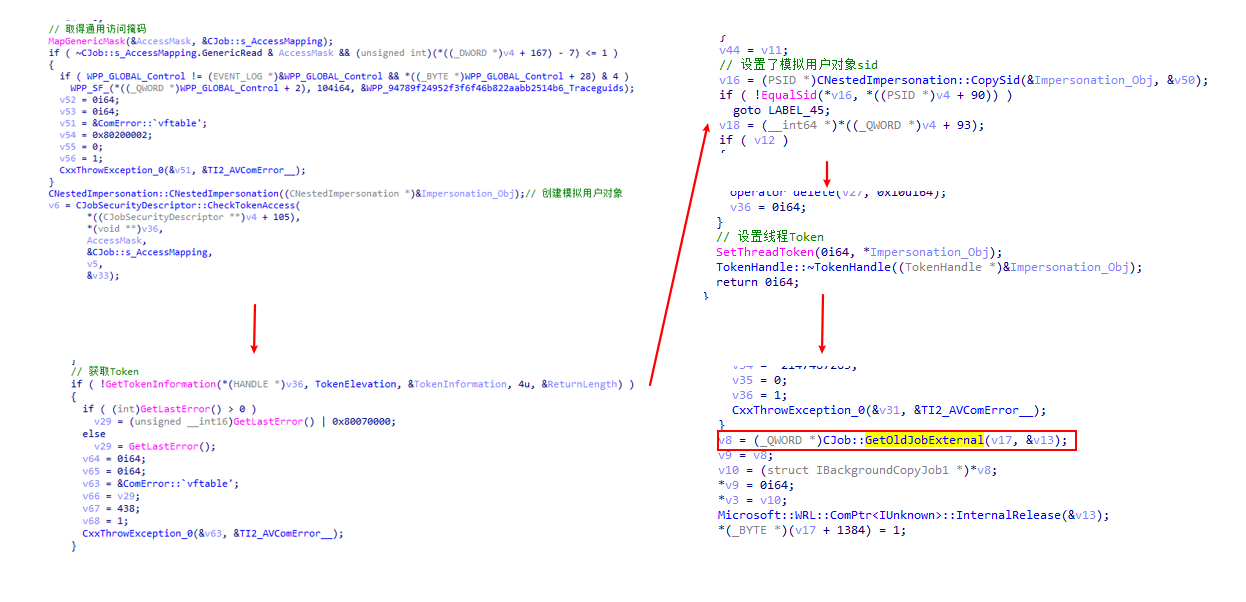 // 取得通用访问掩码
MapGenericMask(&AccessMask, &CJob::s_AccessMapping);
if ( ~CJob::s_AccessMapping.GenericRead & AccessMask && (unsigned int)(*((_DWORD *)v4 + 167) - 7) <= 1 )
{
if ( WPP_GLOBAL_Control != (EVENT_LOG *)&WPP_GLOBAL_Control && *((_BYTE *)WPP_GLOBAL_Control + 28) & 4 )
WPP_SF_(*((_QWORD *)WPP_GLOBAL_Control + 2), 104i64, &WPP_94789f24952f3f6f46b822aabb2514b6_Traceguids);
v52 = 0i64;
v53 = 0i64;
v51 = &ComError::`vftable';
v54 = 0x80200002;
v55 = 0;
v56 = 1;
CxxThrowException_0(&v51, &TI2_AVComError__);
}
CNestedImpersonation::CNestedImpersonation((CNestedImpersonation *)&Impersonation_Obj);// 创建模拟用户对象
v6 = CJobSecurityDescriptor::CheckTokenAccess(
*((CJobSecurityDescriptor **)v4 + 105),
*(void **)v36,
AccessMask,
&CJob::s_AccessMapping,
v5,
&v33);
// 获取Token
if ( !GetTokenInformation(*(HANDLE *)v36, TokenElevation, &TokenInformation, 4u, &ReturnLength) )
{
if ( (int)GetLastError() > 0 )
v29 = (unsigned __int16)GetLastError() | 0x80070000;
else
v29 = GetLastError();
v64 = 0i64;
v65 = 0i64;
v63 = &ComError::`vftable';
v66 = v29;
v67 = 438;
v68 = 1;
CxxThrowException_0(&v63, &TI2_AVComError__);
}
v44 = v11;
// 设置了模拟用户对象sid
v16 = (PSID *)CNestedImpersonation::CopySid(&Impersonation_Obj, &v50);
if ( !EqualSid(*v16, *((PSID *)v4 + 90)) )
goto LABEL_45;
v18 = (__int64 *)*((_QWORD *)v4 + 93);
if ( v12 )
operator delete(v27, 0x10ui64);
v36 = 0i64;
}
// 设置线程Token
SetThreadToken(0i64, *Impersonation_Obj);
TokenHandle::~TokenHandle((TokenHandle *)&Impersonation_Obj);
return 0i64;
}
v35 = 0;
v36 = 1;
CxxThrowException_0(&v31, &TI2_AVComError__);
}
v8 = (_QWORD *)CJob::GetOldJobExternal(v17, &v13);
v9 = v8;
v10 = (struct IBackgroundCopyJob1 *)*v8;
*v9 = 0i64;
*v3 = v10;
Microsoft::WRL::ComPtr<IUnknown>::InternalRelease(&v13);
*(_BYTE *)(v17 + 1384) = 1;